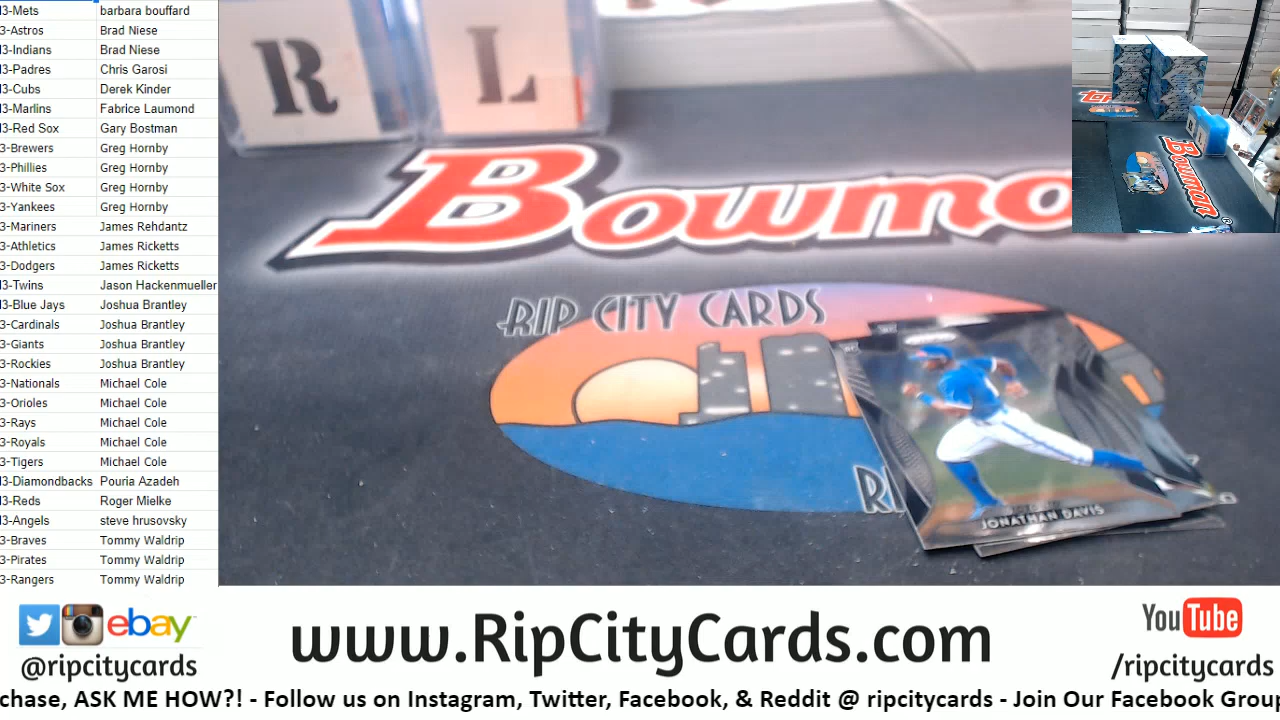 I3-Mets barbara bouffard
3-Astros Brad Niese
3-Indians Brad Niese
3-Padres Chris Garosi
3-Cubs Derek Kinder
I3-Marlins Fabrice Laumond
I3-Red Sox Gary Bostman
3-Brewers Greg Hornby
3-Phillies Greg Hornby
3-White Sox Greg Hornby
3-Yankees Greg Hornby
3-Mariners James Rehdantz
3-Athletics James Ricketts
3-Dodgers James Ricketts
I3-Twins Jason Hackenmueller
3-Blue Jays Joshua Brantley
3-Cardinals Joshua Brantley
3-Giants Joshua Brantley
3-Rockies Joshua Brantley
3-Nationals Michael Cole
3-Orioles Michael Cole
3-Rays Michael Cole
3-Royals Michael Cole
3-Tigers Michael Cole
I3-Diamondbacks Pouria Azadeh
I3-Reds Roger Mielke
I3-Angels steve hrusovsky
3-Braves Tommy Waldrip
3-Pirates Tommy Waldrip
3-Rangers Tommy Waldrip
R L
Bowma
RIP CITY CARDS
R
JONATHAN DAVIS
Bowman
ebay
@ripcitycards
www.RipCityCards.com
YouTube
/ripcitycards
chase, ASK ME HOW?! - Follow us on Instagram, Twitter, Facebook, & Reddit @ ripcitycards - Join Our Facebook Group